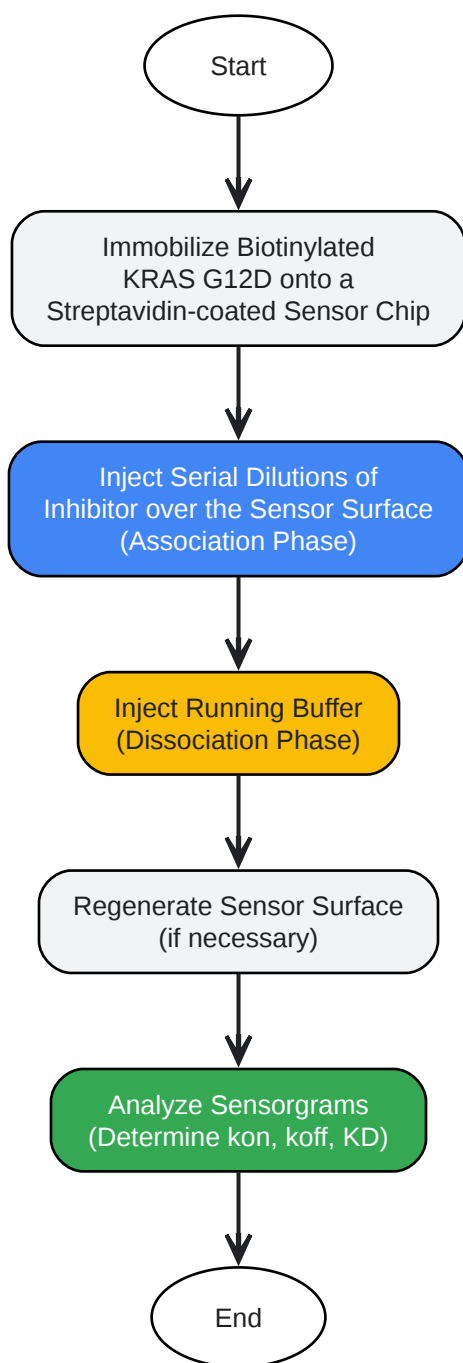 Start
Immobilize Biotinylated
KRAS G12D onto a
Streptavidin-coated Sensor Chip
Inject Serial Dilutions of
Inhibitor over the Sensor Surface
(Association Phase)
Inject Running Buffer
(Dissociation Phase)
Regenerate Sensor Surface
(if necessary)
Analyze Sensorgrams
(Determine kon, koff, KD)
End